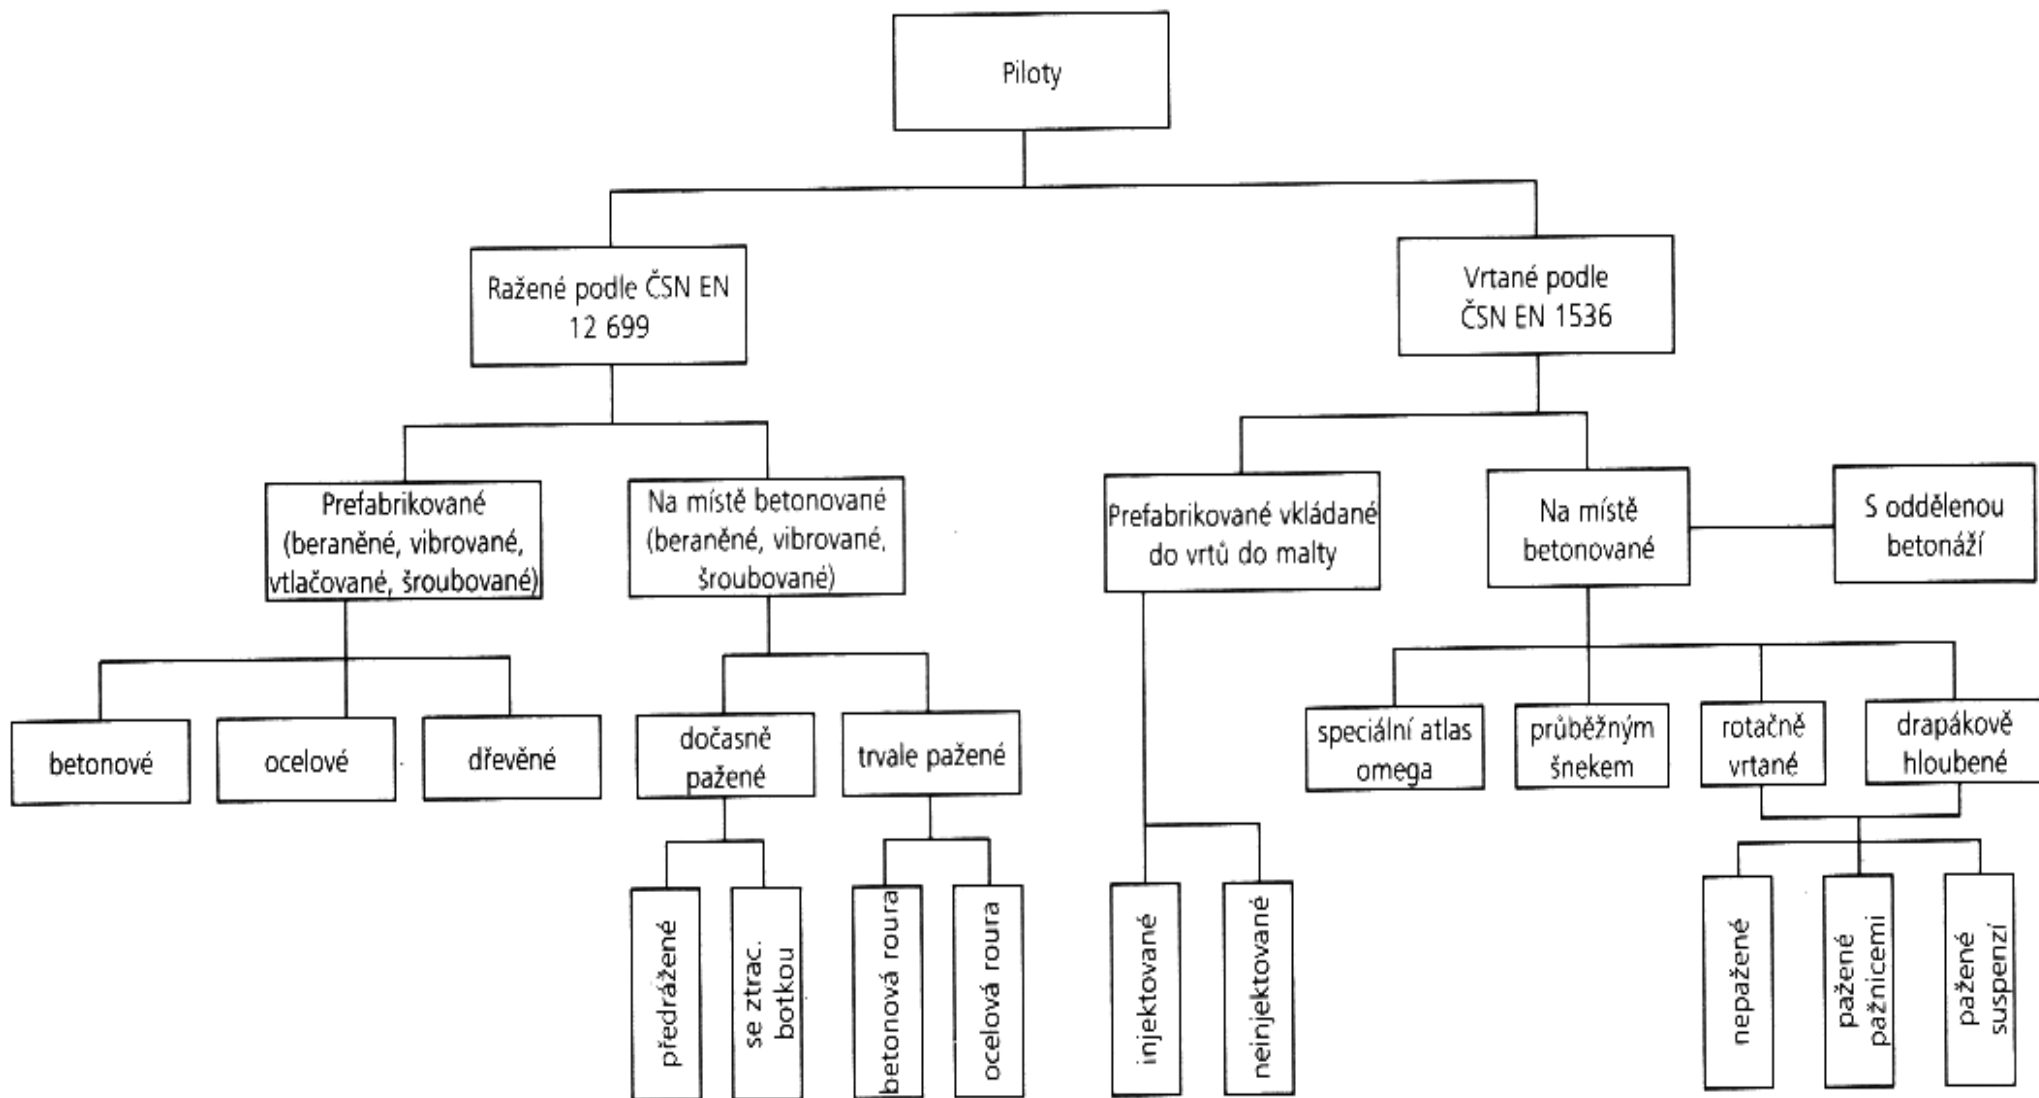 Piloty
Ražené podle ČSN EN
12 699
Vrtané podle
ČSN EN 1536
Prefabrikované
(beraněné, vibrované,
vtlačované, šroubované)
Na místě betonované
(beraněné, vibrované,
šroubované)
Prefabrikované vkládané
do vrtů do malty
Na místě
betonované
S oddělenou
betonáží
betonové
ocelové
dřevěné
dočasně
pažené
trvale pažené
speciální atlas
omega
průběžným
šnekem
rotačně
vrtané
drapákově
hloubené
předrážené
se ztrac.
botkou
betonová roura
ocelová roura
injektované
neinjektované
nepažené
pažené
pažnicemi
pažené
suspenzí